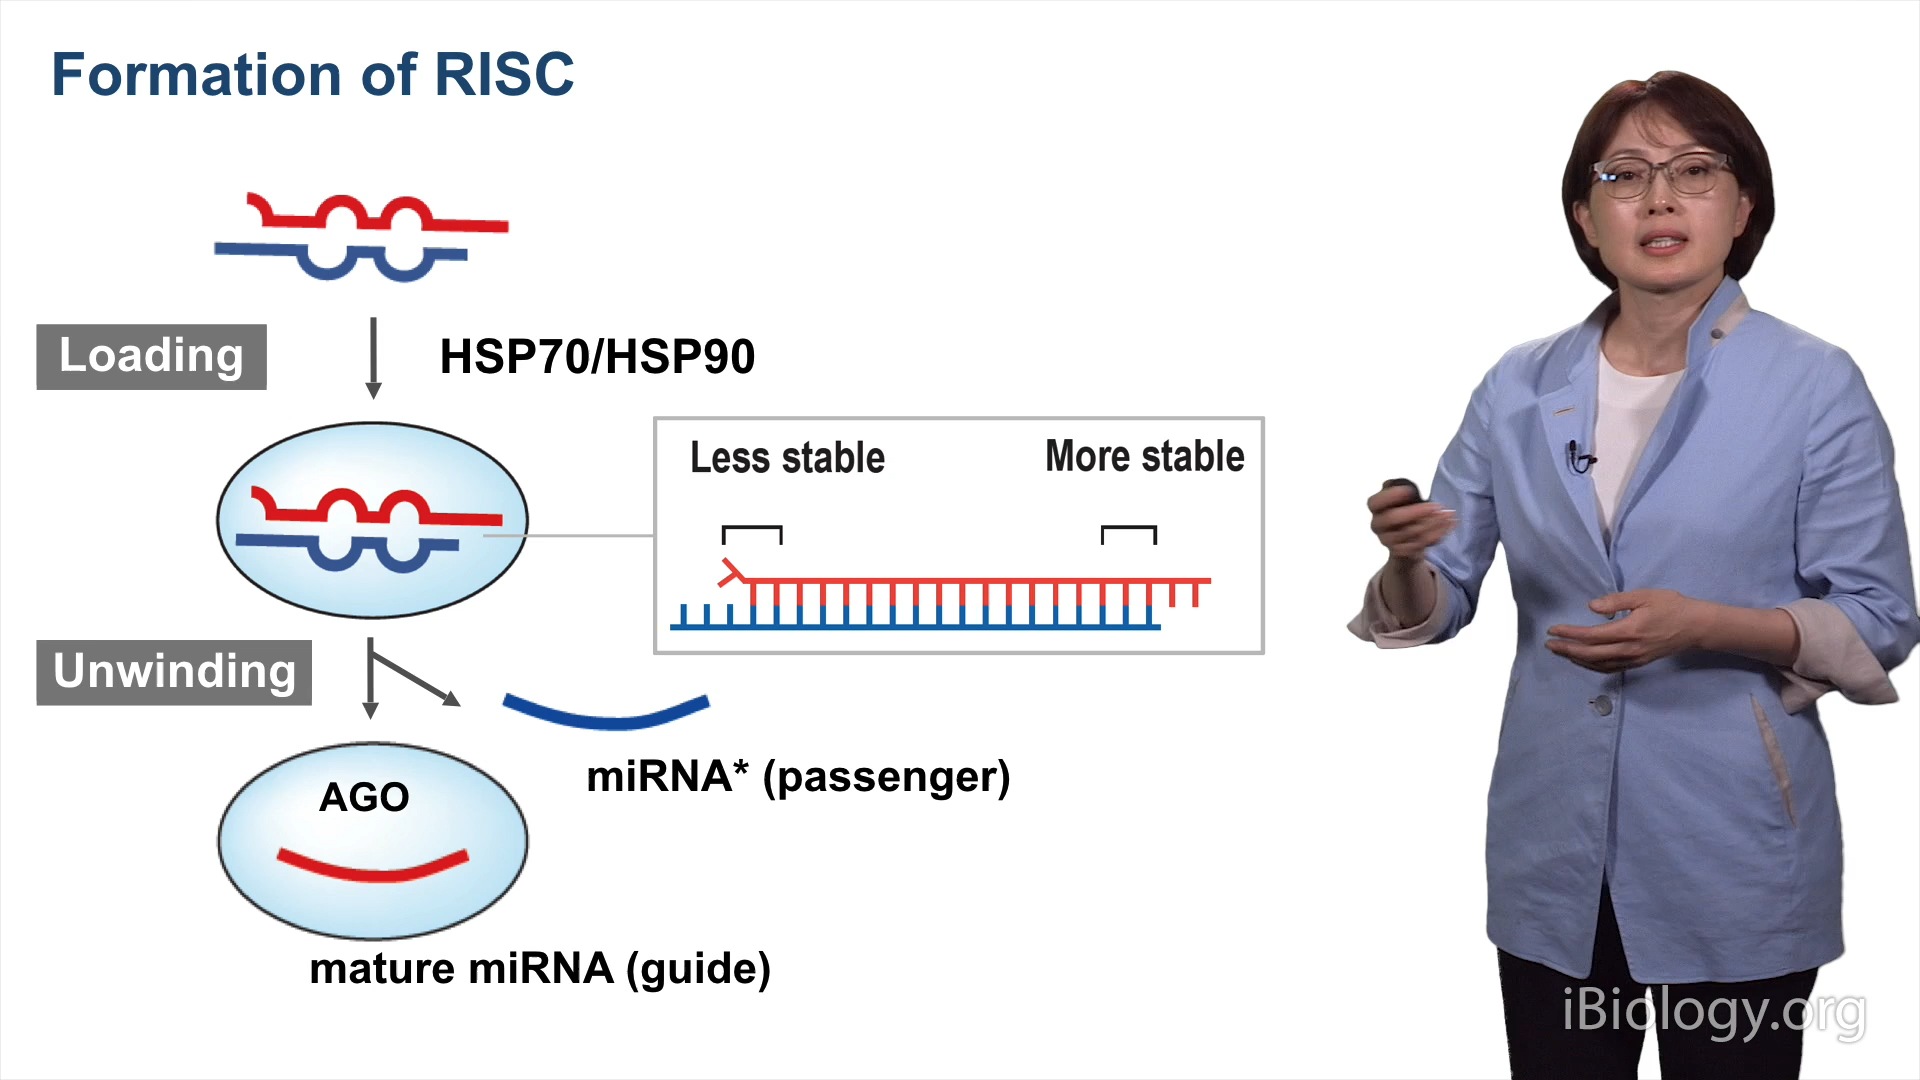 Formation of RISC
Loading
HSP70/HSP90
Less stable
More stable
Unwinding
miRNA* (passenger)
AGO
mature miRNA (guide)
iBiology.org